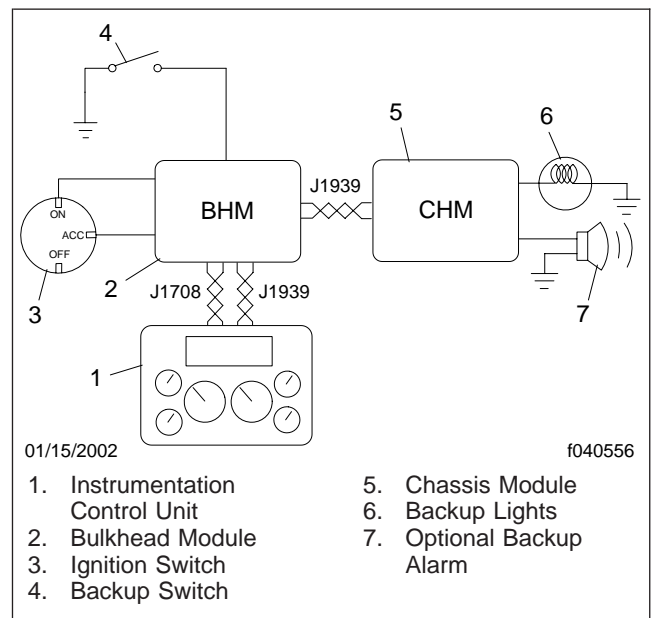 4
5
6
J1939
ON
BHM
CHM
ACC
OFF
2
J1708
J1939
3
7
1
01/15/2002
f040556
1. Instrumentation
Control Unit
2. Bulkhead Module
3. Ignition Switch
4. Backup Switch
5. Chassis Module
6. Backup Lights
7. Optional Backup
Alarm